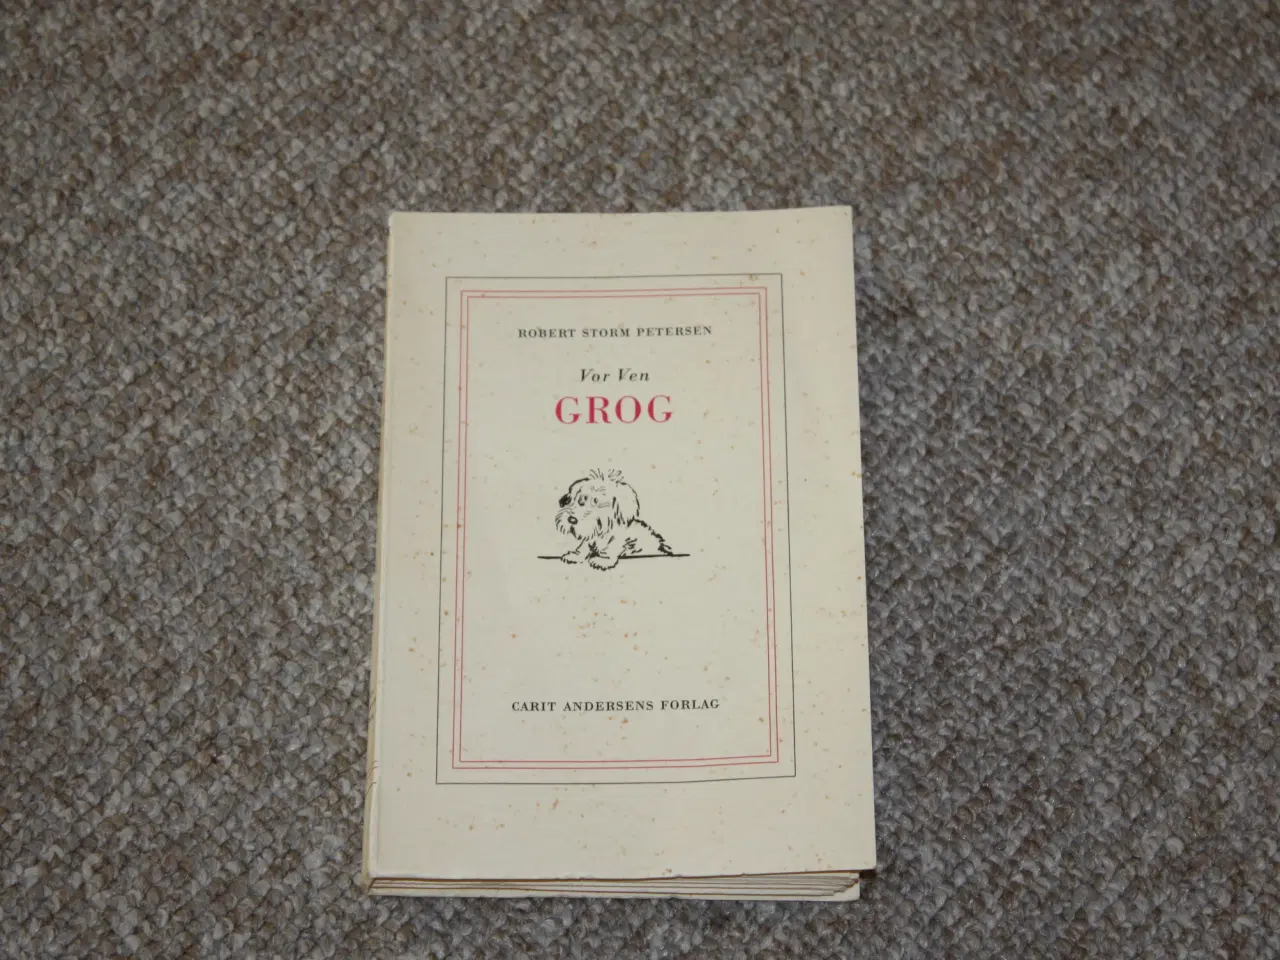 ROBERT STORM PETERSEN
Vor Ven
GROG
CARIT ANDERSENS FORLAG